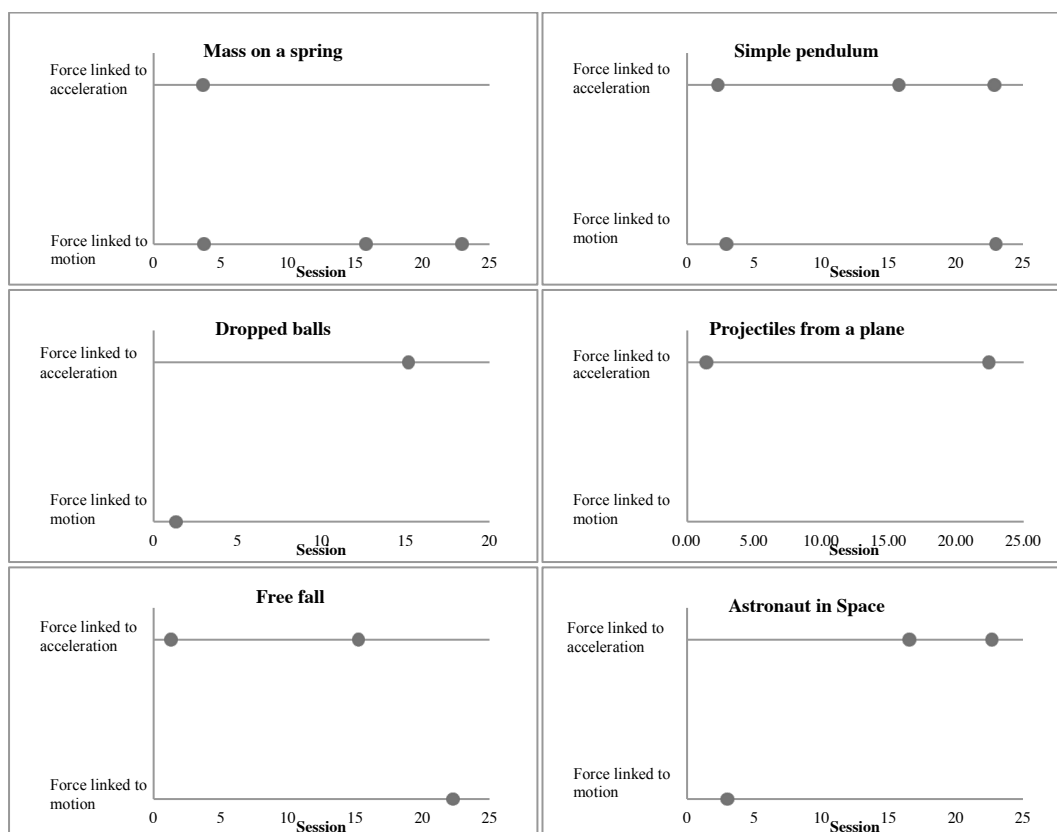 Mass on a spring
Force linked to
acceleration
Force linked to
motion
0 5 10 15 20 25
Session
Simple pendulum
Force linked to
acceleration
Force linked to
motion
0 5 10 15 20 25
Session
Dropped balls
Force linked to
acceleration
Force linked to
motion
0 5 10 15 20
Session
Projectiles from a plane
Force linked to
acceleration
Force linked to
motion
0.00 5.00 10.00 15.00 20.00 25.00
Session
Free fall
Force linked to
acceleration
Force linked to
motion
0 5 10 15 20 25
Session
Astronaut in Space
Force linked to
acceleration
Force linked to
motion
0 5 10 15 20 25
Session